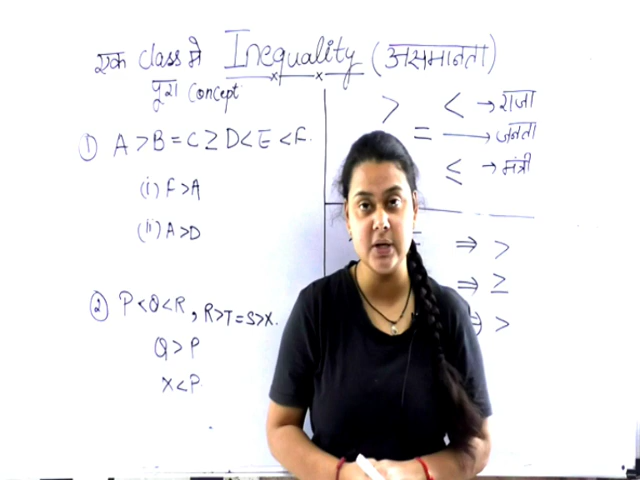 एक Class मे Inequality (असमानता)
पूरा Concept
① A > B = C ≥ D < E < F.
(i) F > A
(ii) A > D
② P < Q < R, R > T = S > X.
Q > P
X < P.
> < → राजा
= → जनता
≤ → मंत्री
⇒ >
⇒ ≥
⇒ >